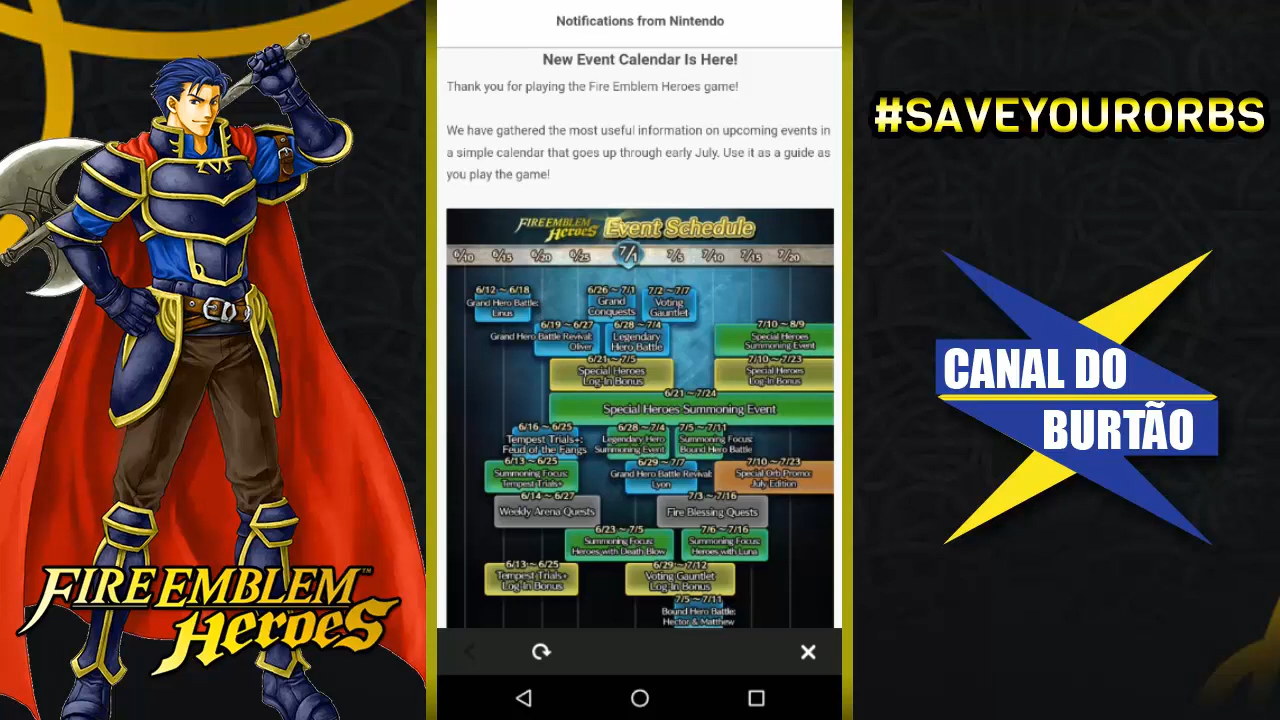 Notifications from Nintendo
New Event Calendar Is Here!
Thank you for playing the Fire Emblem Heroes game!
We have gathered the most useful information on upcoming events in
a simple calendar that goes up through early July. Use it as a guide as
you play the game!
FIRE EMBLEM
Heroes
Event Schedule
6/10 6/15 6/20 6/25 7/1 7/5 7/10 7/15 7/20
6/12 ~ 6/18
Grand Hero Battle:
Linus
6/26 ~ 7/1
Grand
Conquests
7/2 ~ 7/7
Voting
Gauntlet
6/19 ~ 6/27
Grand Hero Battle Revival:
Oliver
6/28 ~ 7/4
Legendary
Hero Battle
7/10 ~ 8/9
Special Heroes
Summoning Event
6/21 ~ 7/5
Special Heroes
Log-In Bonus
7/10 ~ 7/23
Special Heroes
Log-In Bonus
6/21 ~ 7/24
Special Heroes Summoning Event
6/16 ~ 6/25
Tempest Trials+:
Feud of the Fangs
6/28 ~ 7/4
Legendary Hero
Summoning Event
7/5 ~ 7/11
Summoning Focus:
Bound Hero Battle
6/13 ~ 6/25
Summoning Focus:
Tempest Trials+
6/29 ~ 7/7
Grand Hero Battle Revival:
Lyon
7/10 ~ 7/23
Special Orb Promo:
July Edition
6/14 ~ 6/27
Weekly Arena Quests
7/3 ~ 7/16
Fire Blessing Quests
6/23 ~ 7/5
Summoning Focus:
Heroes with Death Blow
7/6 ~ 7/16
Summoning Focus:
Heroes with Luna
6/13 ~ 6/25
Tempest Trials+
Log-In Bonus
6/29 ~ 7/12
Voting Gauntlet
Log-In Bonus
7/5 ~ 7/11
Bound Hero Battle:
Hector & Matthew
FIRE EMBLEM™
Heroes
#SAVEYOURORBS
CANAL DO
BURTÃO